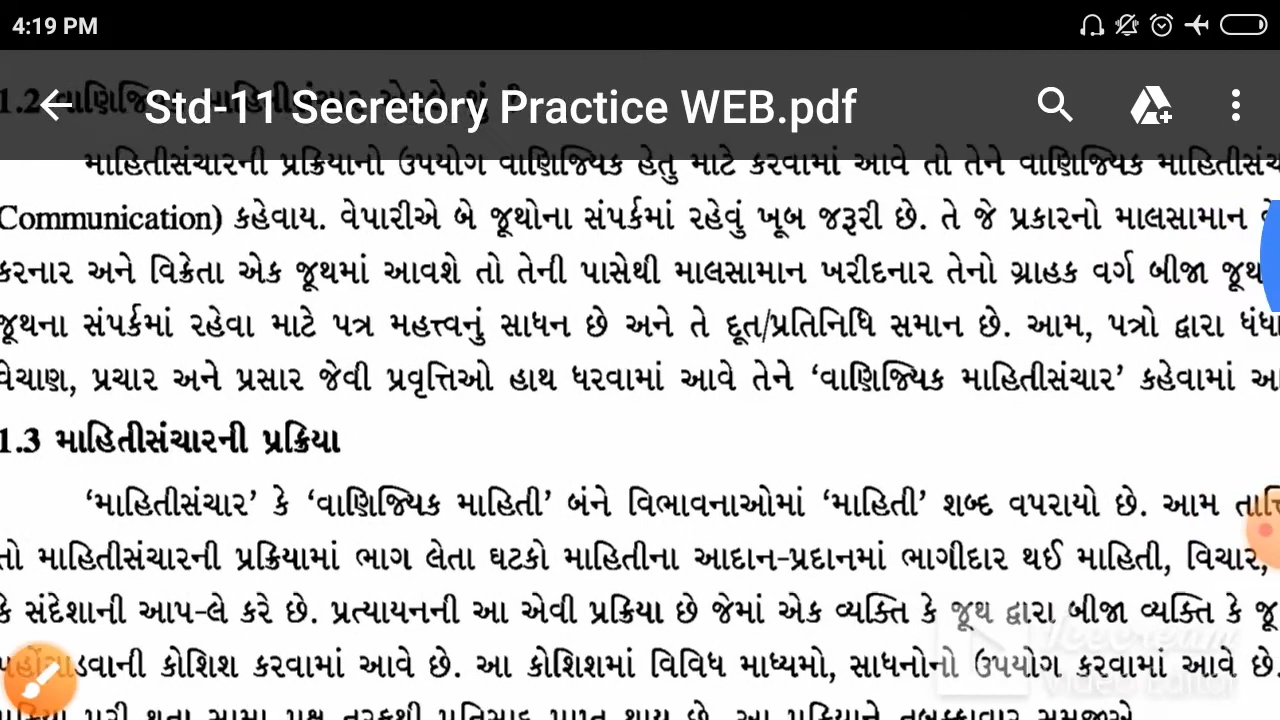 4:19 PM
Std-11 Secretory Practice WEB.pdf
1.2
માહિતીસંચારની પ્રક્રિયાનો ઉપયોગ વાણિજ્યિક હેતુ માટે કરવામાં આવે તો તેને વાણિજ્યિક
Communication) કહેવાય. વેપારીએ બે જૂથોના સંપર્કમાં રહેવું ખૂબ જરૂરી છે. તે જે પ્રકારનો માલસામાન
કરનાર અને વિક્રેતા એક જૂથમાં આવશે તો તેની પાસેથી માલસામાન ખરીદનાર તેનો ગ્રાહક વર્ગ બીજા જૂથ
જૂથના સંપર્કમાં રહેવા માટે પત્ર મહત્ત્વનું સાધન છે અને તે દૂત/પ્રતિનિધિ સમાન છે. આમ, પત્રો દ્વારા
વેચાણ, પ્રચાર અને પ્રસાર જેવી પ્રવૃત્તિઓ હાથ ધરવામાં આવે તેને ‘વાણિજ્યિક માહિતીસંચાર’ કહેવામાં
1.3 માહિતીસંચારની પ્રક્રિયા
‘માહિતીસંચાર’ કે ‘વાણિજ્યિક માહિતી’ બંને વિભાવનાઓમાં ‘માહિતી’ શબ્દ વપરાયો છે. આમ
તો માહિતીસંચારની પ્રક્રિયામાં ભાગ લેતા ઘટકો માહિતીના આદાન-પ્રદાનમાં ભાગીદાર થઈ માહિતી, વિચાર,
કે સંદેશાની આપ-લે કરે છે. પ્રત્યાયનની આ એવી પ્રક્રિયા છે જેમાં એક વ્યક્તિ કે જૂથ દ્વારા બીજા વ્યક્તિ કે
કોશિશ કરવામાં આવે છે. આ કોશિશમાં વિવિધ માધ્યમો, સાધનોનો ઉપયોગ કરવામાં આવે છે.
Video Editor